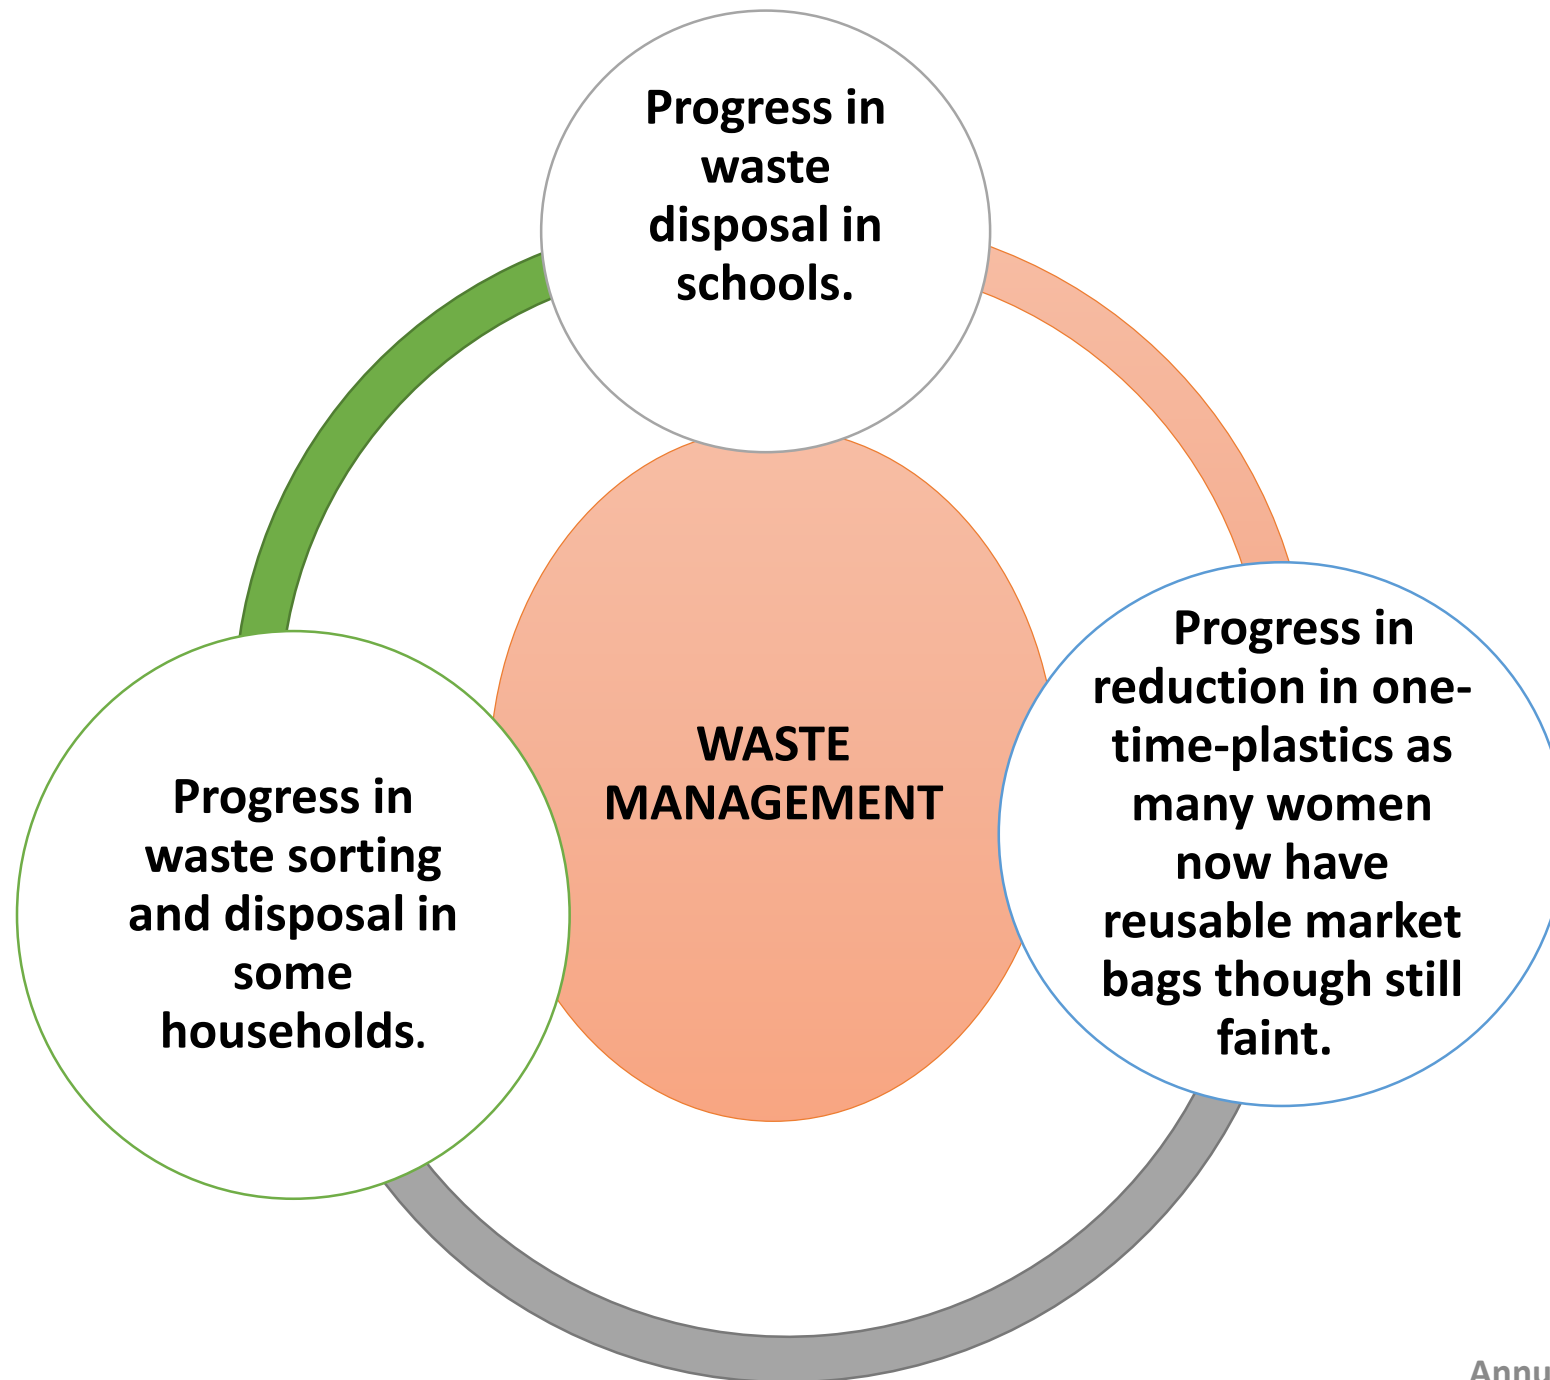 Progress in
waste
disposal in
schools.
WASTE
MANAGEMENT
Progress in
reduction in one-
time-plastics as
many women
now have
reusable market
bags though still
faint.
Progress in
waste sorting
and disposal in
some
households.
Annu